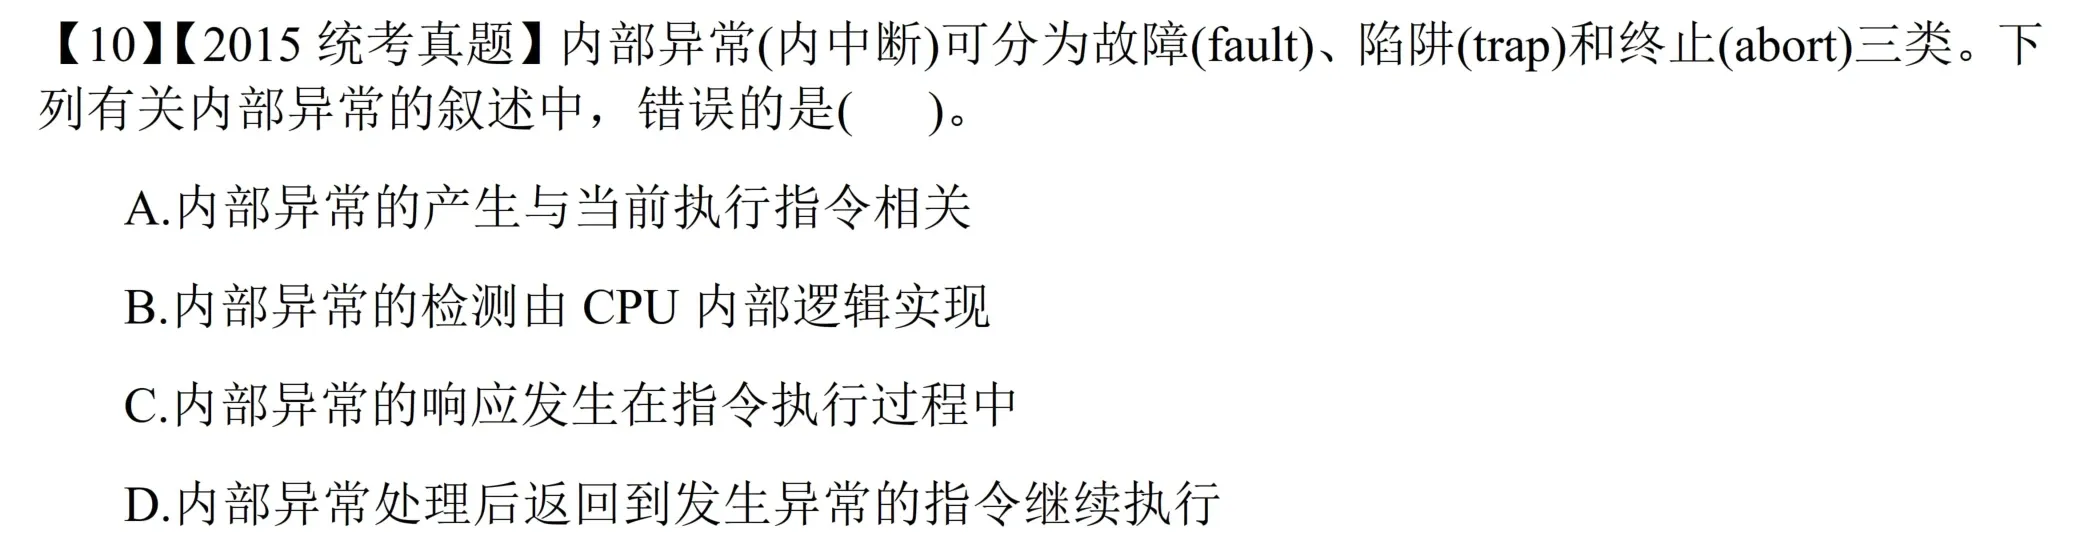 【10】【2015 统考真题】内部异常(内中断)可分为故障(fault)、陷阱(trap)和终止(abort)三类。下
列有关内部异常的叙述中，错误的是(    )。
A.内部异常的产生与当前执行指令相关
B.内部异常的检测由 CPU 内部逻辑实现
C.内部异常的响应发生在指令执行过程中
D.内部异常处理后返回到发生异常的指令继续执行